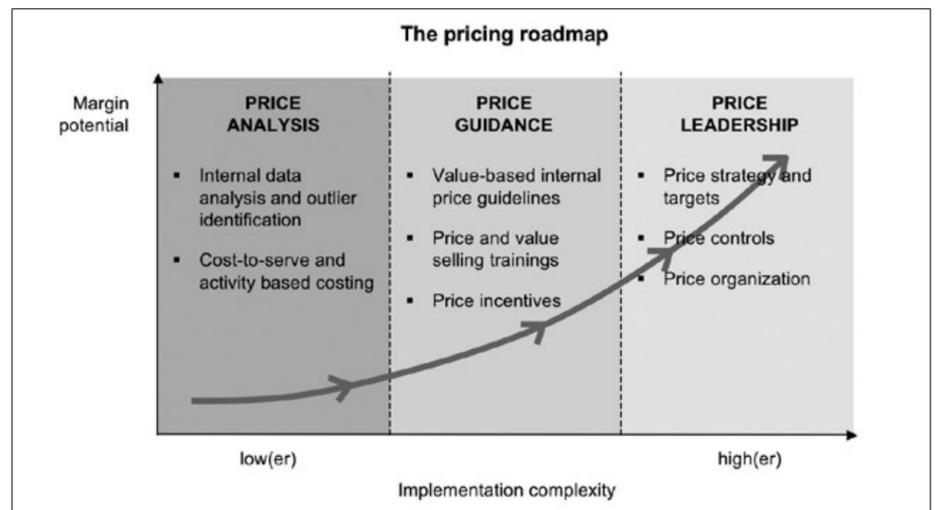 The pricing roadmap
Margin
potential
PRICE
ANALYSIS
▪ Internal data
analysis and outlier
identification
▪ Cost-to-serve and
activity based costing
PRICE
GUIDANCE
▪ Value-based internal
price guidelines
▪ Price and value
selling trainings
▪ Price incentives
PRICE
LEADERSHIP
▪ Price strategy and
targets
▪ Price controls
▪ Price organization
low(er)
high(er)
Implementation complexity